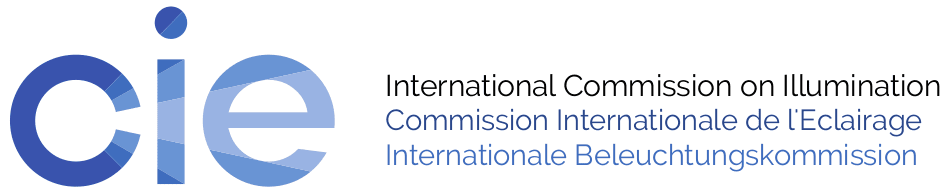 cie
International Commission on Illumination
Commission Internationale de l'Eclairage
Internationale Beleuchtungskommission